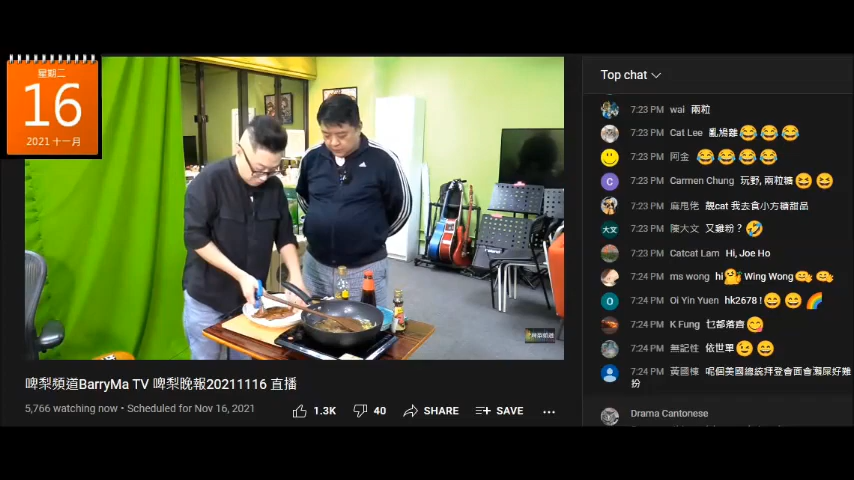 星期二
16
2021 十一月
啤梨頻道BarryMa TV 啤梨晚報20211116 直播
5,766 watching now • Scheduled for Nov 16, 2021
1.3K
40
SHARE
SAVE
Top chat
7:23 PM wai 兩粒
7:23 PM Cat Lee 亂鳩雞😂😂😂
7:23 PM 阿金 😂😂😂😂
C
7:23 PM Carmen Chung 玩野, 兩粒糖😆😆
7:23 PM 麻甩佬 靚cat 我去食小方糖甜品
大文
7:23 PM 陳大文 又雞粉？🤣
7:23 PM Catcat Lam Hi, Joe Ho
7:24 PM ms wong hi🤗 Wing Wong🤗🤗
O
7:24 PM Oi Yin Yuen hk2678 !😄😄🌈
7:24 PM K Fung 乜都落齊😋
7:24 PM 無記性 依世單😉😄
7:24 PM 黃國棟 呢個美國總統拜登會面會瀨屎好難
扮
Drama Cantonese